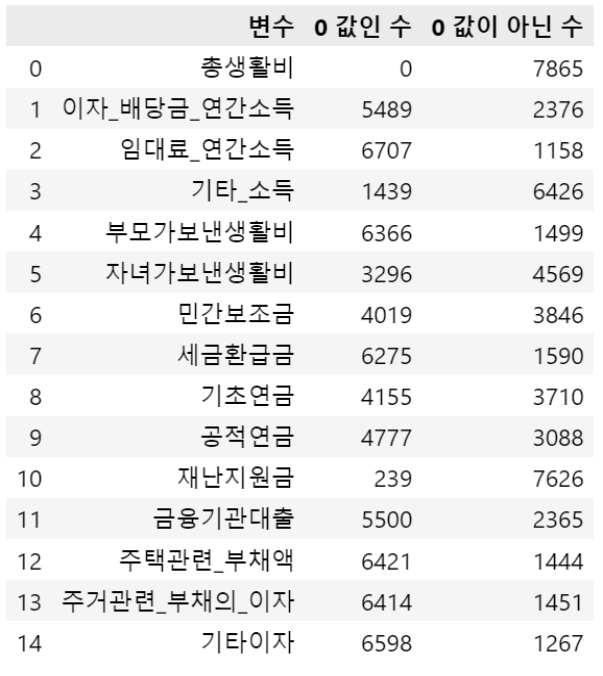 변수 0 값인 수 0 값이 아닌 수
0 총생활비 0 7865
1 이자_배당금_연간소득 5489 2376
2 임대료_연간소득 6707 1158
3 기타_소득 1439 6426
4 부모가보낸생활비 6366 1499
5 자녀가보낸생활비 3296 4569
6 민간보조금 4019 3846
7 세금환급금 6275 1590
8 기초연금 4155 3710
9 공적연금 4777 3088
10 재난지원금 239 7626
11 금융기관대출 5500 2365
12 주택관련_부채액 6421 1444
13 주거관련_부채의_이자 6414 1451
14 기타이자 6598 1267